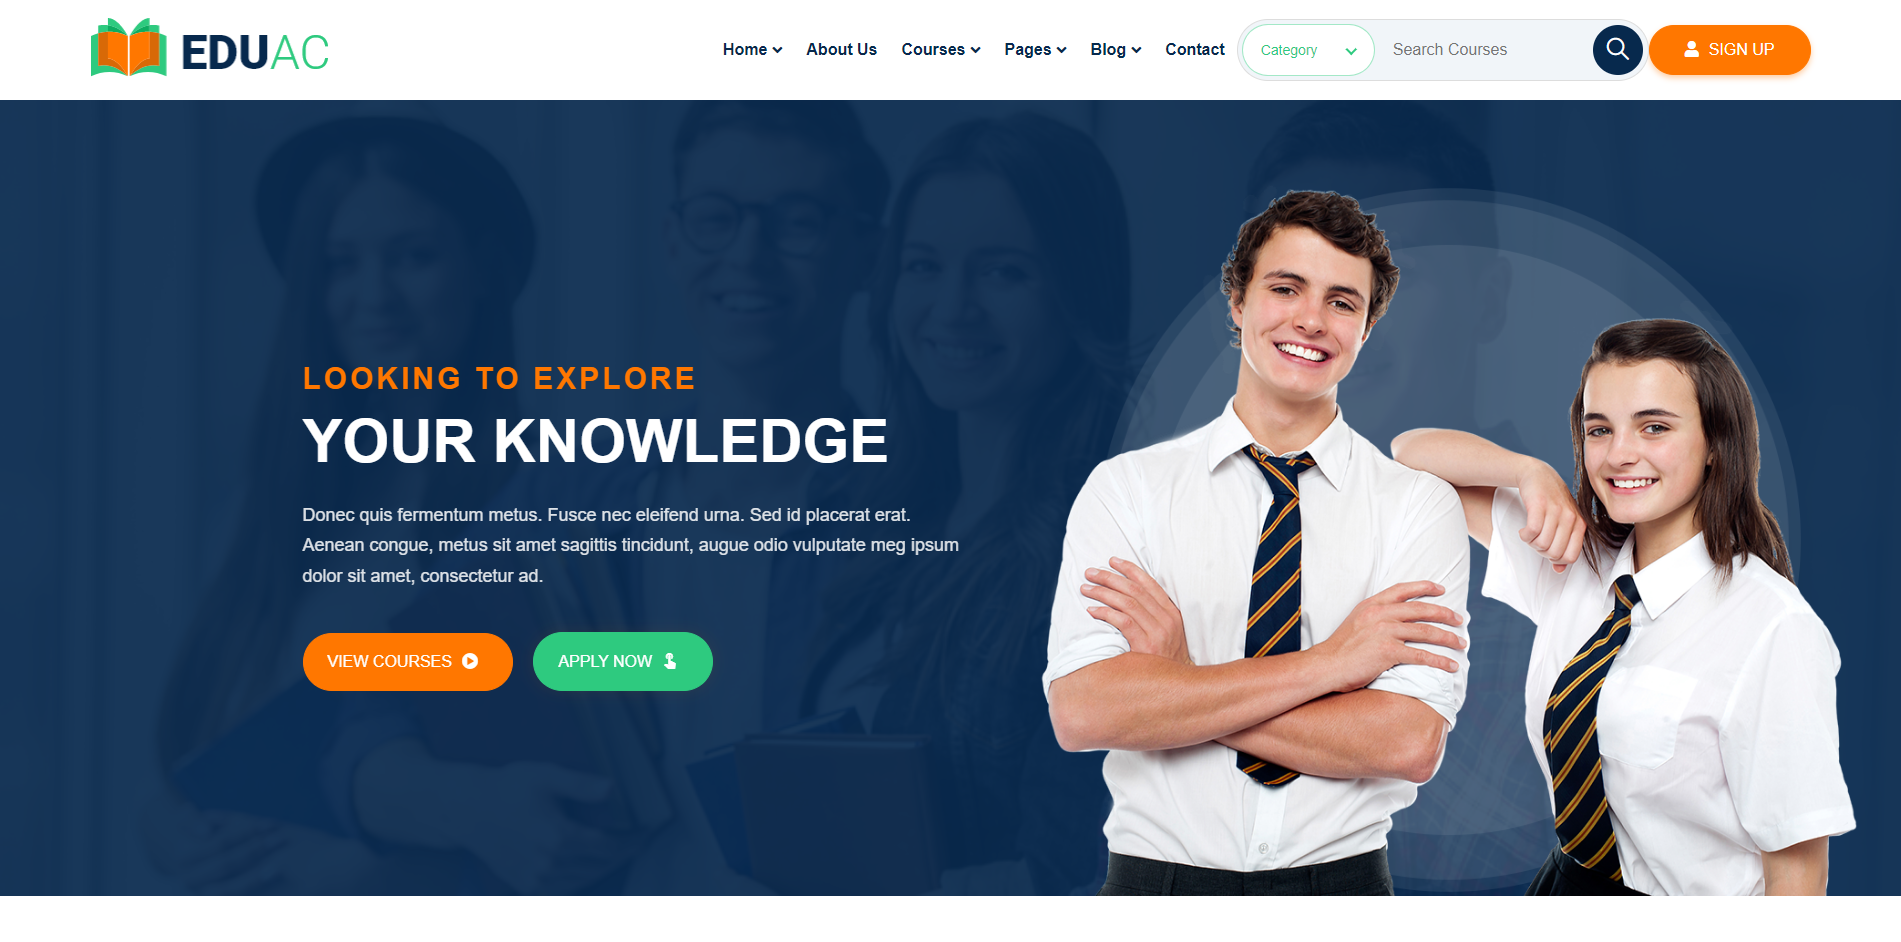 EDUAC
Home About Us Courses Pages Blog Contact Category Search Courses SIGN UP
LOOKING TO EXPLORE
YOUR KNOWLEDGE
Donec quis fermentum metus. Fusce nec eleifend urna. Sed id placerat erat.
Aenean congue, metus sit amet sagittis tincidunt, augue odio vulputate meg ipsum
dolor sit amet, consectetur ad.
VIEW COURSES APPLY NOW